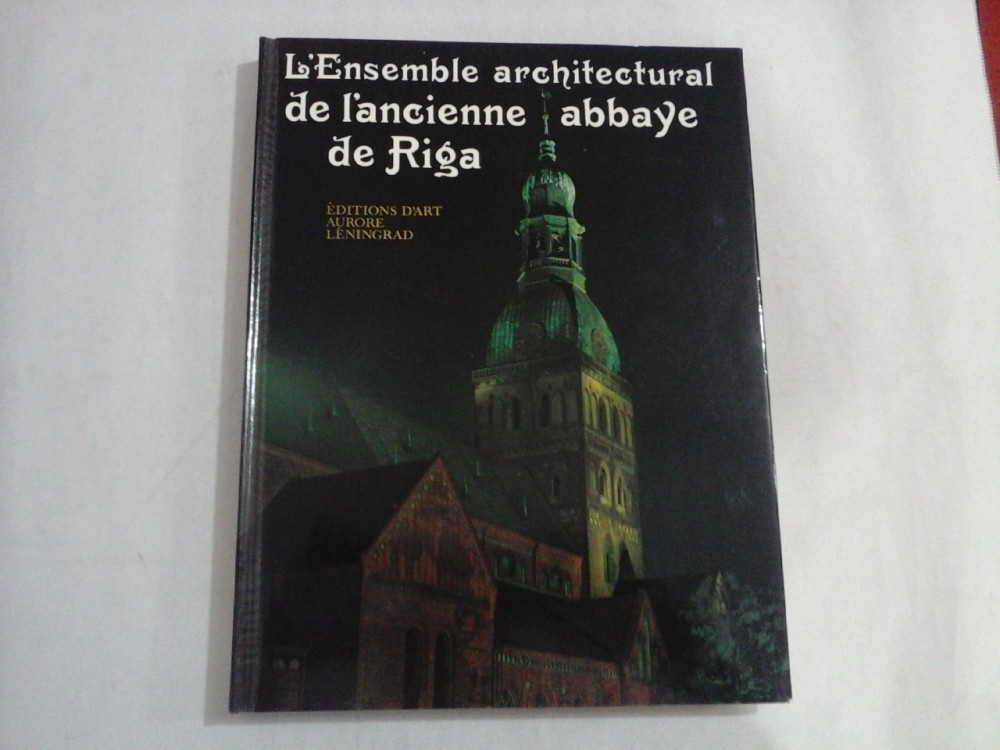 L'Ensemble architectural
de l'ancienne abbaye
de Riga
ÉDITIONS D'ART
AURORE
LÉNINGRAD